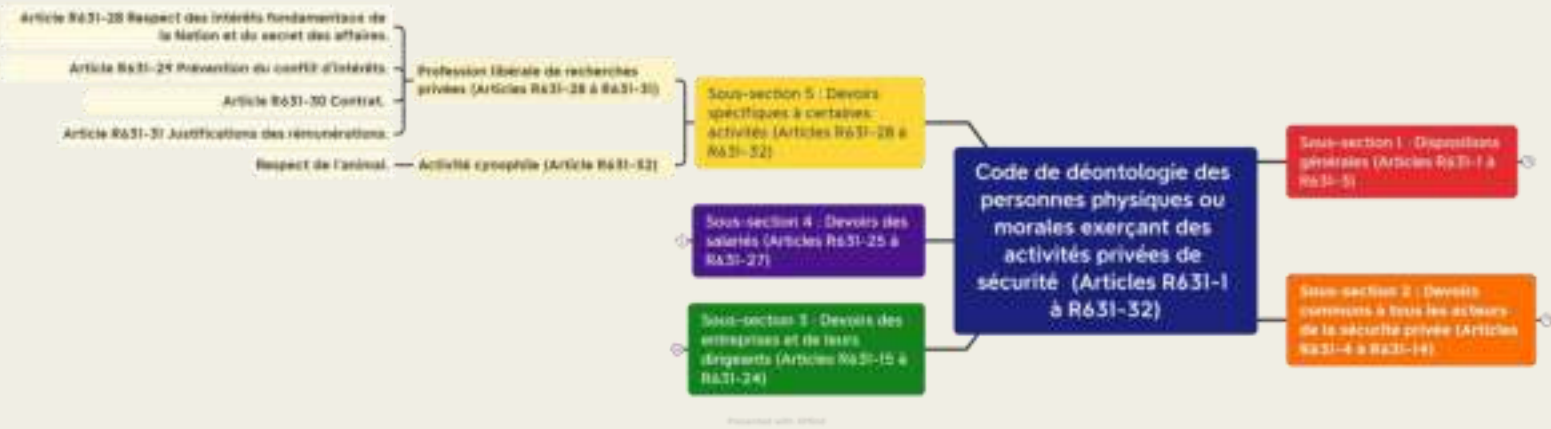 Article R631-28 Respect des intérêts fondamentaux de
la Nation et du secret des affaires.
Article R631-29 Prévention du conflit d'intérêts.
Article R631-30 Contrat.
Article R631-31 Justifications des rémunérations.
Respect de l'animal.
Profession libérale de recherches
privées (Articles R631-28 à R631-31)
Activité cynophile (Article R631-32)
Sous-section 5 : Devoirs
spécifiques à certaines
activités (Articles R631-28 à
R631-32)
Sous-section 4 : Devoirs des
salariés (Articles R631-25 à
R631-27)
Sous-section 3 : Devoirs des
entreprises et de leurs
dirigeants (Articles R631-15 à
R631-24)
Code de déontologie des
personnes physiques ou
morales exerçant des
activités privées de
sécurité (Articles R631-1
à R631-32)
Sous-section 1 : Dispositions
générales (Articles R631-1 à
R631-3)
Sous-section 2 : Devoirs
communs à tous les acteurs
de la sécurité privée (Articles
R631-4 à R631-14)
Presented with XMind